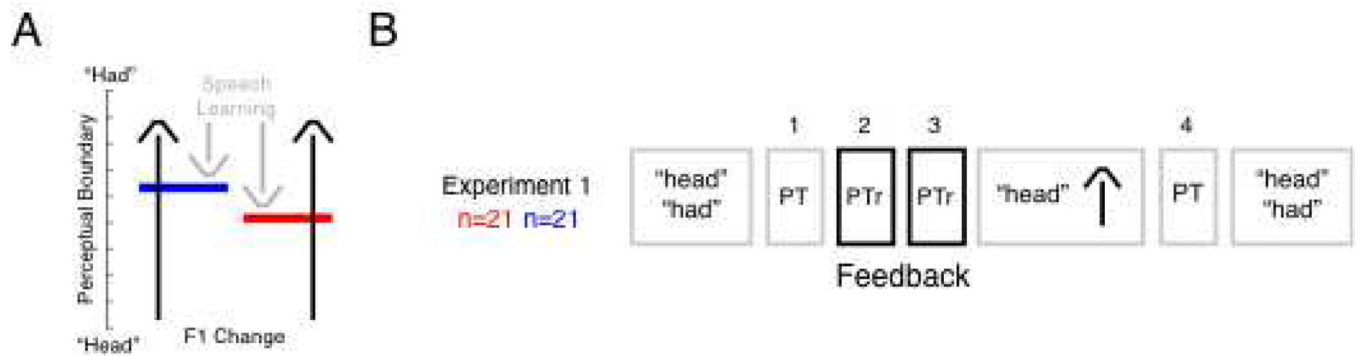 A
"Had"
Speech
Learning
Perceptual Boundary
"Head"
F1 Change
B
Experiment 1
n=21 n=21
1 2 3 4
"head"
"had"
PT
PTr
PTr
"head"
PT
"head"
"had"
Feedback